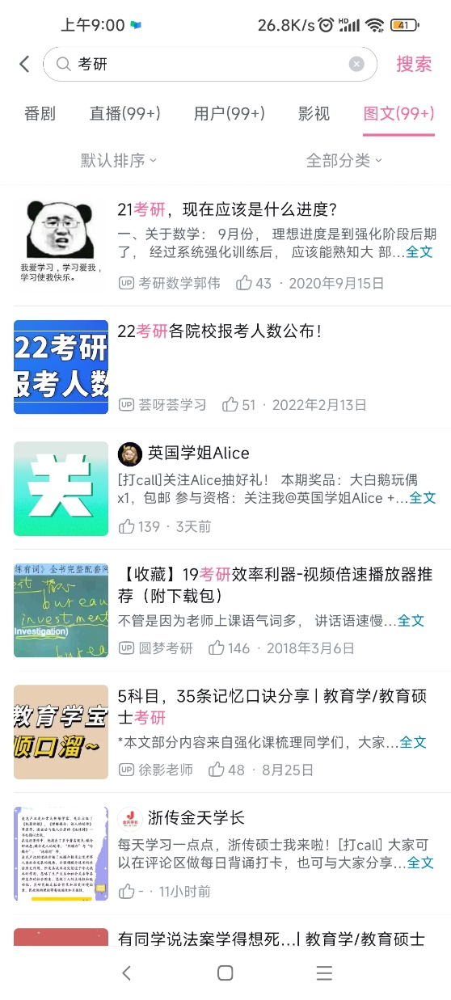 上午9:00 26.8K/s HD 41
考研 搜索
番剧 直播(99+) 用户(99+) 影视 图文(99+)
默认排序 全部分类
21考研，现在应该是什么进度？
一、关于数学： 9月份， 理想进度是到强化阶段后期
了， 经过系统强化训练后， 应该能熟知大 部...全文
我爱学习，学习爱我，
学习使我快乐。
UP 考研数学郭伟 43 · 2020年9月15日
22考研各院校报考人数公布！
22考研
报考人数
UP 荟呀荟学习 51 · 2022年2月13日
关
英国学姐Alice
[打call]关注Alice抽好礼！ 本期奖品：大白鹅玩偶
x1，包邮 参与资格：关注我@英国学姐Alice +...全文
139 · 3天前
【收藏】19考研效率利器-视频倍速播放器推
荐（附下载包）
不管是因为老师上课语气词多， 讲话语速慢...全文
练有词》全书完整配套
bureau
investment
Investigation)
UP 圆梦考研 146 · 2018年3月6日
5科目，35条记忆口诀分享 | 教育学/教育硕
士考研
教育学宝
顺口溜~
*本文部分内容来自强化课梳理同学们，大家...全文
UP 徐影老师 48 · 8月25日
金天学长
浙传金天学长
每天学习一点点，浙传硕士我来啦！[打call] 大家可
以在评论区做每日背诵打卡，也可与大家分享...全文
- · 11小时前
有同学说法案学得想死...| 教育学/教育硕士